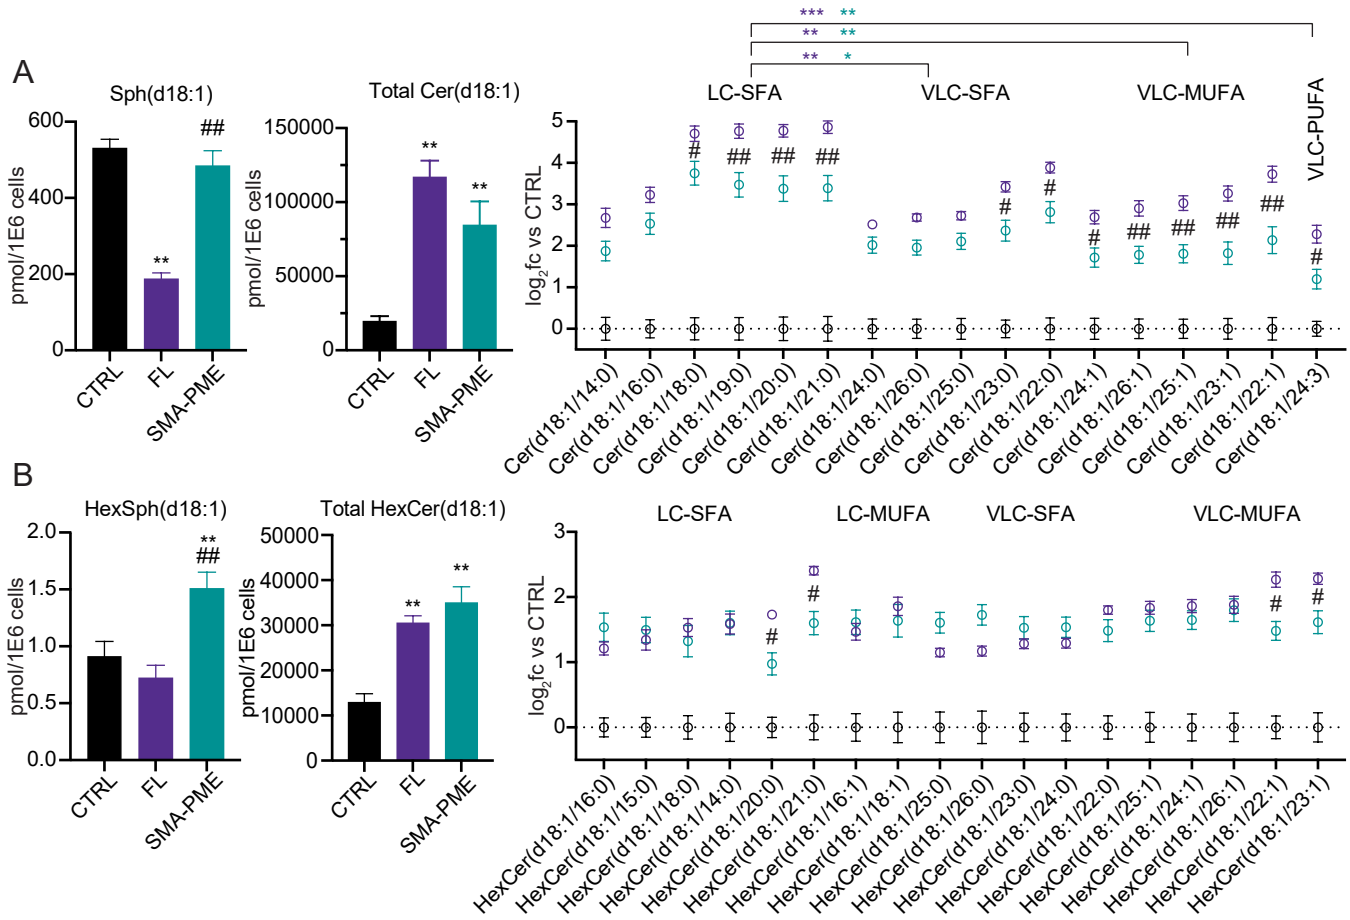 A
Sph(d18:1)
pmol/1E6 cells
600
400
200
0
**
##
CTRL
FL
SMA-PME
Total Cer(d18:1)
pmol/1E6 cells
150000
100000
50000
0
**
**
CTRL
FL
SMA-PME
*** **
** **
** *
LC-SFA
VLC-SFA
VLC-MUFA
VLC-PUFA
log2fc vs CTRL
5
4
3
2
1
0
# ## ## ## # # # ## ## ## ## #
Cer(d18:1/14:0)
Cer(d18:1/16:0)
Cer(d18:1/18:0)
Cer(d18:1/19:0)
Cer(d18:1/20:0)
Cer(d18:1/21:0)
Cer(d18:1/24:0)
Cer(d18:1/26:0)
Cer(d18:1/25:0)
Cer(d18:1/23:0)
Cer(d18:1/22:0)
Cer(d18:1/24:1)
Cer(d18:1/26:1)
Cer(d18:1/25:1)
Cer(d18:1/23:1)
Cer(d18:1/22:1)
Cer(d18:1/24:3)
B
HexSph(d18:1)
pmol/1E6 cells
2.0
1.5
1.0
0.5
0.0
**
##
CTRL
FL
SMA-PME
Total HexCer(d18:1)
pmol/1E6 cells
50000
40000
30000
20000
10000
0
**
**
CTRL
FL
SMA-PME
LC-SFA
LC-MUFA
VLC-SFA
VLC-MUFA
log2fc vs CTRL
3
2
1
0
# # # #
HexCer(d18:1/16:0)
HexCer(d18:1/15:0)
HexCer(d18:1/18:0)
HexCer(d18:1/14:0)
HexCer(d18:1/20:0)
HexCer(d18:1/21:0)
HexCer(d18:1/16:1)
HexCer(d18:1/18:1)
HexCer(d18:1/25:0)
HexCer(d18:1/26:0)
HexCer(d18:1/23:0)
HexCer(d18:1/24:0)
HexCer(d18:1/22:0)
HexCer(d18:1/25:1)
HexCer(d18:1/24:1)
HexCer(d18:1/26:1)
HexCer(d18:1/22:1)
HexCer(d18:1/23:1)